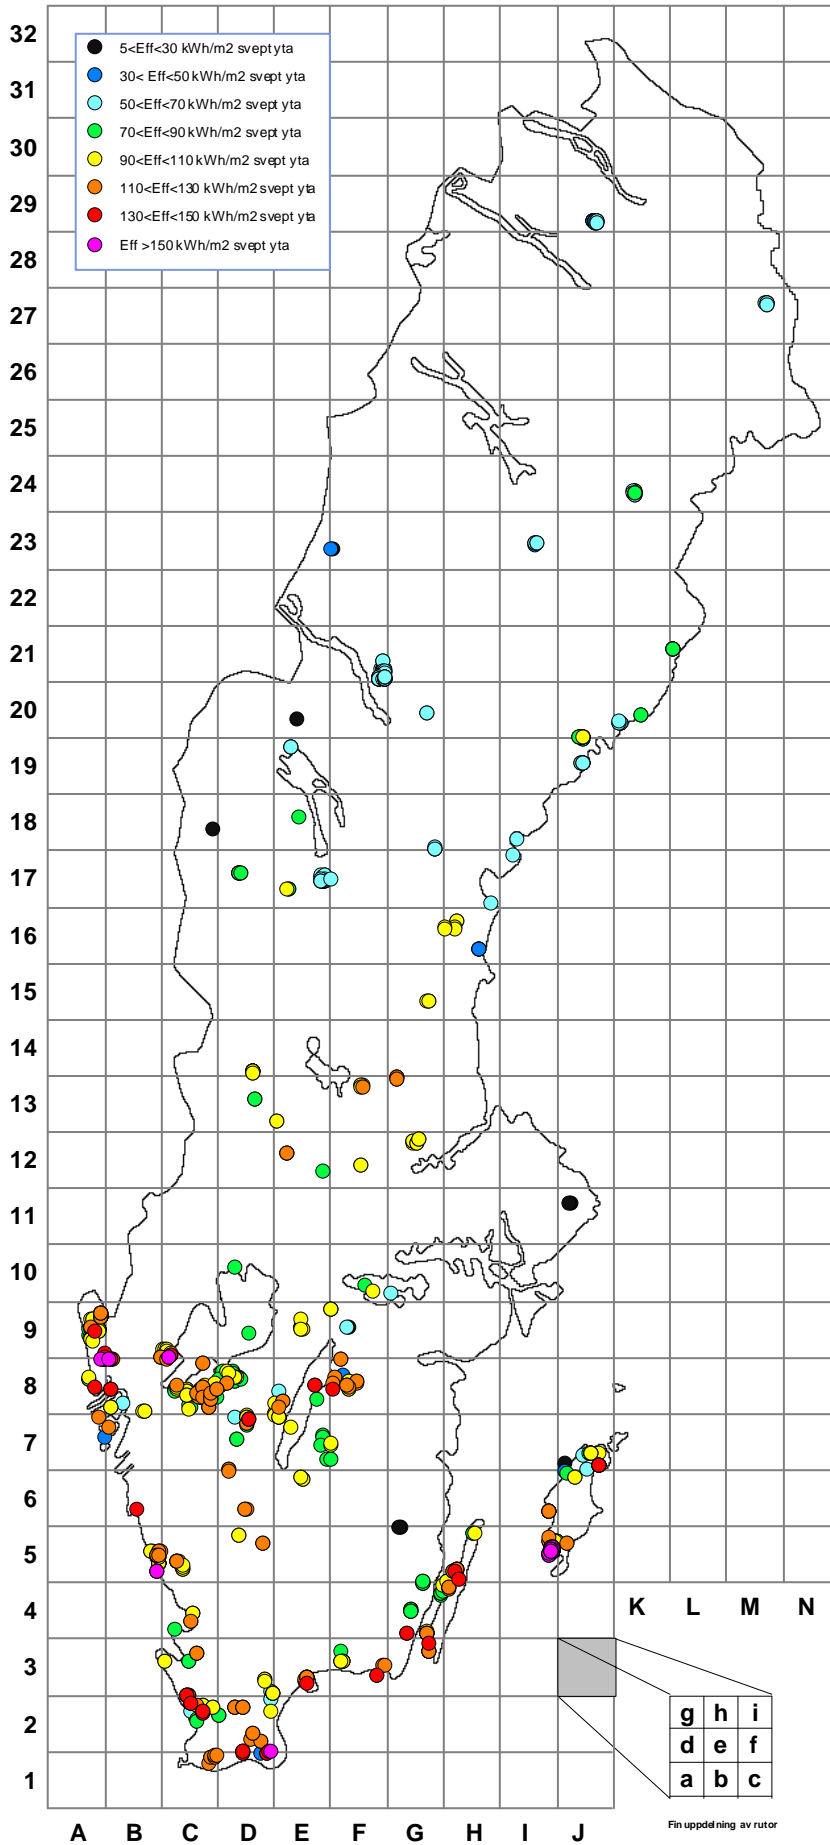 32
31
30
29
28
27
26
25
24
23
22
21
20
19
18
17
16
15
14
13
12
11
10
9
8
7
6
5
4
3
2
1
5<Eff<30 kWh/m2 svept yta
30< Eff<50 kWh/m2 svept yta
50<Eff<70 kWh/m2 svept yta
70<Eff<90 kWh/m2 svept yta
90<Eff<110 kWh/m2 svept yta
110<Eff<130 kWh/m2 svept yta
130<Eff<150 kWh/m2 svept yta
Eff >150 kWh/m2 svept yta
K L M N
g h i
d e f
a b c
Fin uppdelning av rutor
A B C D E F G H I J